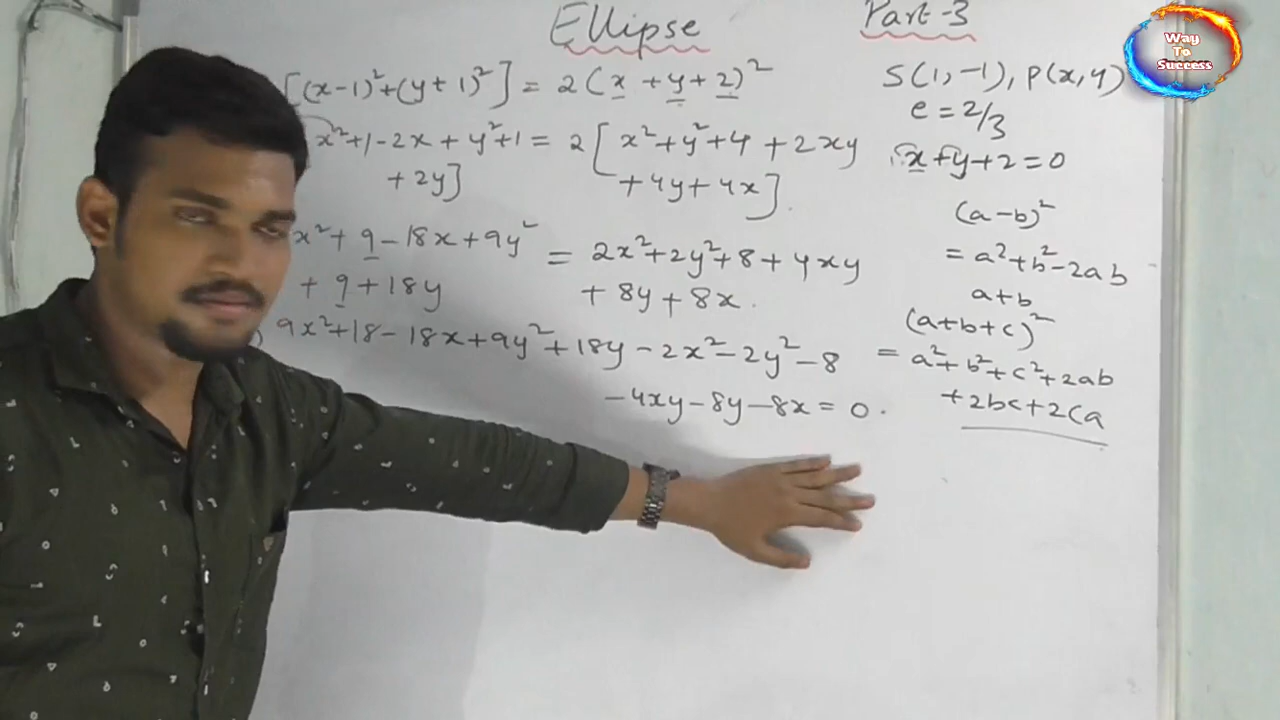 Ellipse
Part-3
Way
To
Success
[(x-1)²+(y+1)²] = 2(x+y+2)²
x²+1-2x+y²+1 = 2[x²+y²+4+2xy
+2y]
+4y+4x].
x²+9-18x+9y²
= 2x²+2y²+8+4xy
+9+18y
+8y+8x.
9x²+18-18x+9y²+18y-2x²-2y²-8
-4xy-8y-8x=0.
S(1,-1), P(x,y)
e=2/3
x+y+2=0
(a-b)²
=a²+b²-2ab
a+b
(a+b+c)²
=a²+b²+c²+2ab
+2bc+2ca